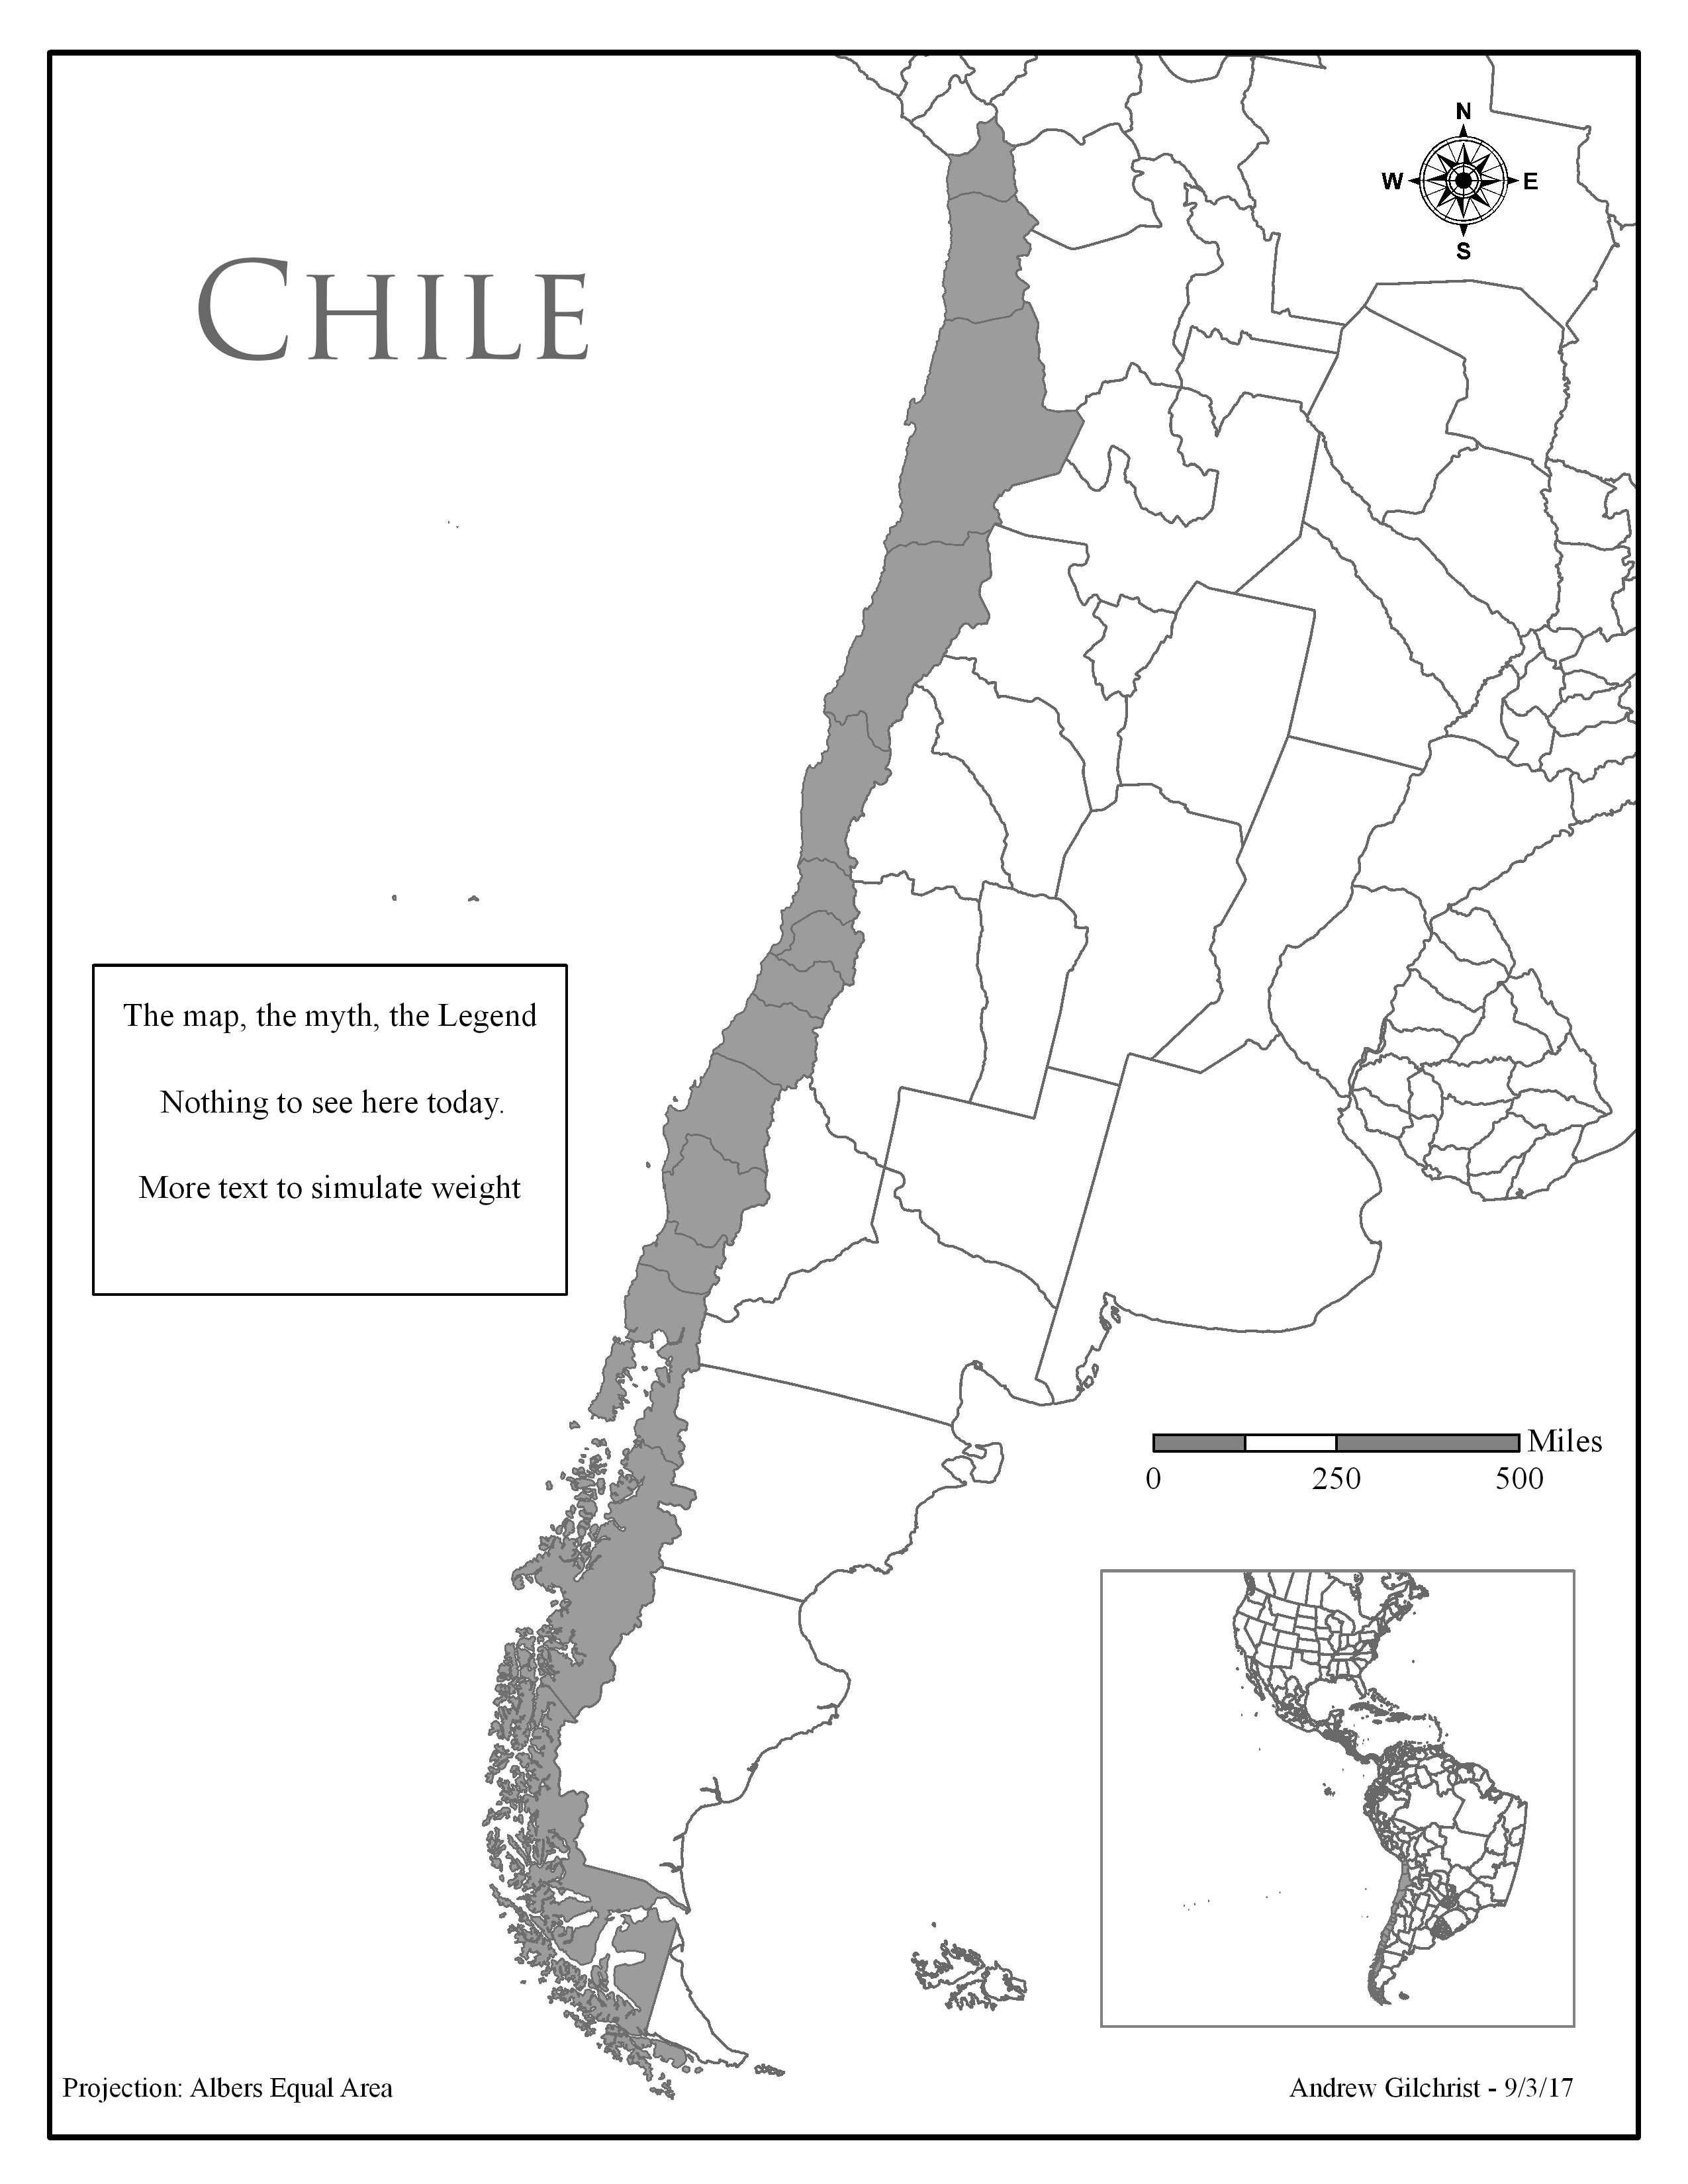 N
W E
S
CHILE
The map, the myth, the Legend
Nothing to see here today.
More text to simulate weight
Miles
0 250 500
Projection: Albers Equal Area
Andrew Gilchrist - 9/3/17